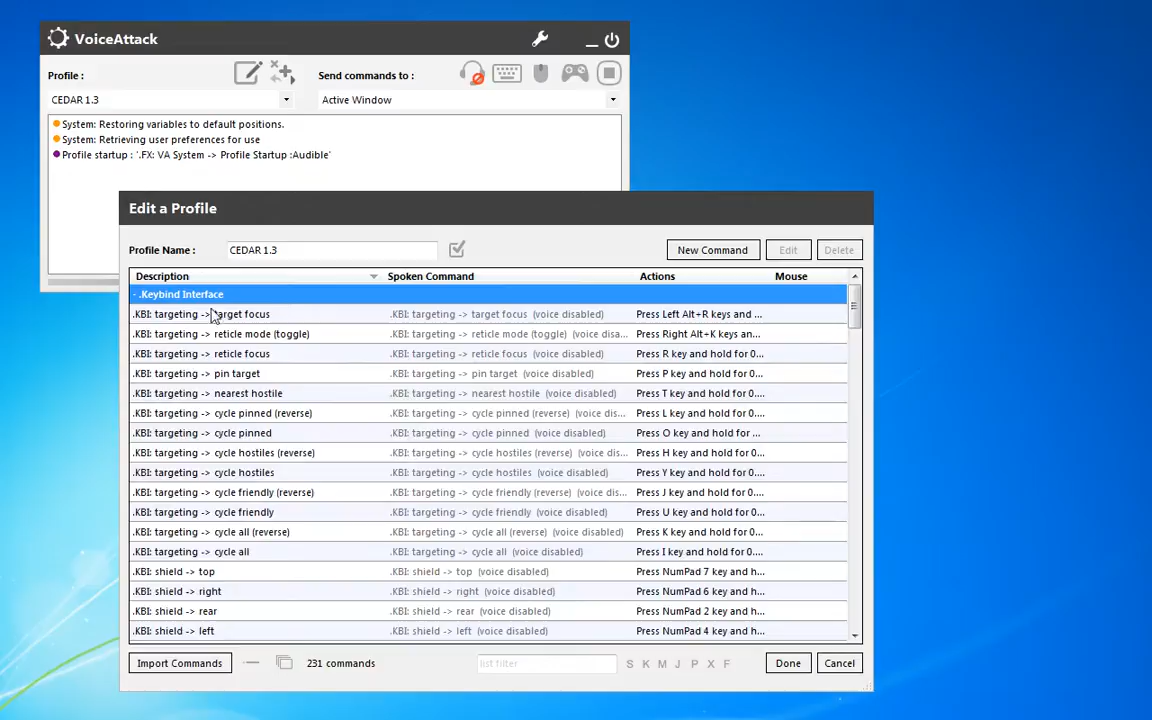 VoiceAttack
Profile :
Send commands to :
CEDAR 1.3
Active Window
System: Restoring variables to default positions.
System: Retrieving user preferences for use
Profile startup : '.FX: VA System -> Profile Startup :Audible'
Edit a Profile
Profile Name :
CEDAR 1.3
New Command
Edit
Delete
Description Spoken Command Actions Mouse
- .Keybind Interface
.KBI: targeting -> target focus .KBI: targeting -> target focus (voice disabled) Press Left Alt+R keys and ...
.KBI: targeting -> reticle mode (toggle) .KBI: targeting -> reticle mode (toggle) (voice disa... Press Right Alt+K keys an...
.KBI: targeting -> reticle focus .KBI: targeting -> reticle focus (voice disabled) Press R key and hold for 0....
.KBI: targeting -> pin target .KBI: targeting -> pin target (voice disabled) Press P key and hold for 0....
.KBI: targeting -> nearest hostile .KBI: targeting -> nearest hostile (voice disabled) Press T key and hold for 0....
.KBI: targeting -> cycle pinned (reverse) .KBI: targeting -> cycle pinned (reverse) (voice dis... Press L key and hold for 0....
.KBI: targeting -> cycle pinned .KBI: targeting -> cycle pinned (voice disabled) Press O key and hold for ...
.KBI: targeting -> cycle hostiles (reverse) .KBI: targeting -> cycle hostiles (reverse) (voice dis... Press H key and hold for 0....
.KBI: targeting -> cycle hostiles .KBI: targeting -> cycle hostiles (voice disabled) Press Y key and hold for 0....
.KBI: targeting -> cycle friendly (reverse) .KBI: targeting -> cycle friendly (reverse) (voice dis... Press J key and hold for 0....
.KBI: targeting -> cycle friendly .KBI: targeting -> cycle friendly (voice disabled) Press U key and hold for 0....
.KBI: targeting -> cycle all (reverse) .KBI: targeting -> cycle all (reverse) (voice disabled) Press K key and hold for 0....
.KBI: targeting -> cycle all .KBI: targeting -> cycle all (voice disabled) Press I key and hold for 0....
.KBI: shield -> top .KBI: shield -> top (voice disabled) Press NumPad 7 key and h...
.KBI: shield -> right .KBI: shield -> right (voice disabled) Press NumPad 6 key and h...
.KBI: shield -> rear .KBI: shield -> rear (voice disabled) Press NumPad 2 key and h...
.KBI: shield -> left .KBI: shield -> left (voice disabled) Press NumPad 4 key and h...
Import Commands
231 commands
list filter
S K M J P X F
Done
Cancel